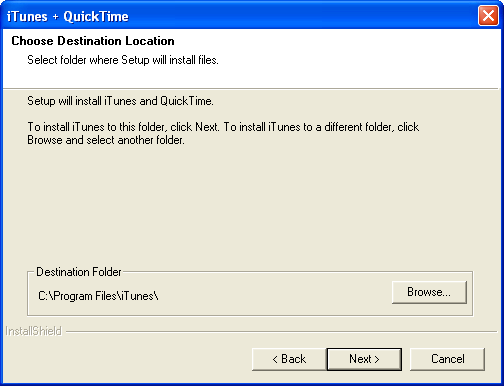 iTunes + QuickTime
Choose Destination Location
Select folder where Setup will install files.
Setup will install iTunes and QuickTime.
To install iTunes to this folder, click Next. To install iTunes to a different folder, click
Browse and select another folder.
Destination Folder
C:\Program Files\iTunes\
Browse...
InstallShield
< Back
Next >
Cancel